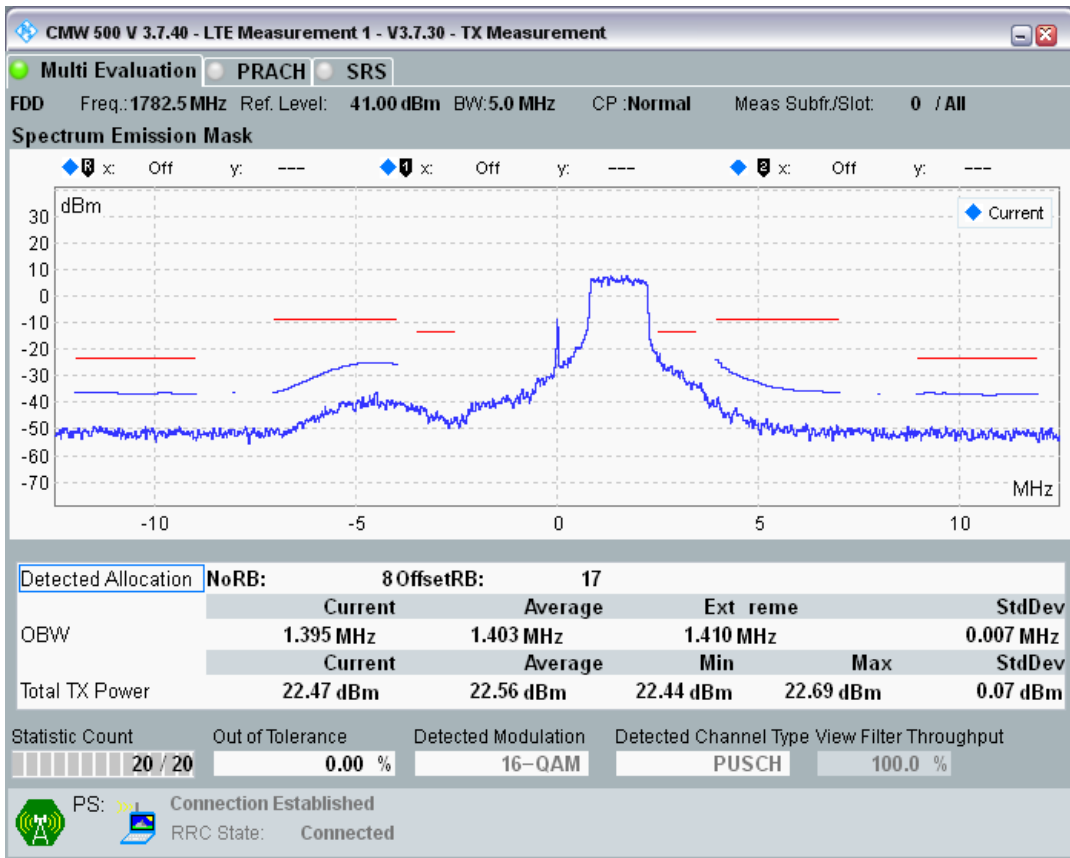 CMW 500 V 3.7.40 - LTE Measurement 1 - V3.7.30 - TX Measurement
Multi Evaluation PRACH SRS
FDD Freq.:1782.5 MHz Ref. Level: 41.00 dBm BW:5.0 MHz CP :Normal Meas Subfr./Slot: 0 / All
Spectrum Emission Mask
R x: Off y: --- 1 x: Off y: --- 2 x: Off y: ---
dBm
Current
30
20
10
0
-10
-20
-30
-40
-50
-60
-70
MHz
-10 -5 0 5 10
Detected Allocation NoRB: 8 OffsetRB: 17
Current Average Ext reme StdDev
OBW 1.395 MHz 1.403 MHz 1.410 MHz 0.007 MHz
Current Average Min Max StdDev
Total TX Power 22.47 dBm 22.56 dBm 22.44 dBm 22.69 dBm 0.07 dBm
Statistic Count Out of Tolerance Detected Modulation Detected Channel Type View Filter Throughput
20 / 20 0.00 % 16-QAM PUSCH 100.0 %
PS: Connection Established
RRC State: Connected